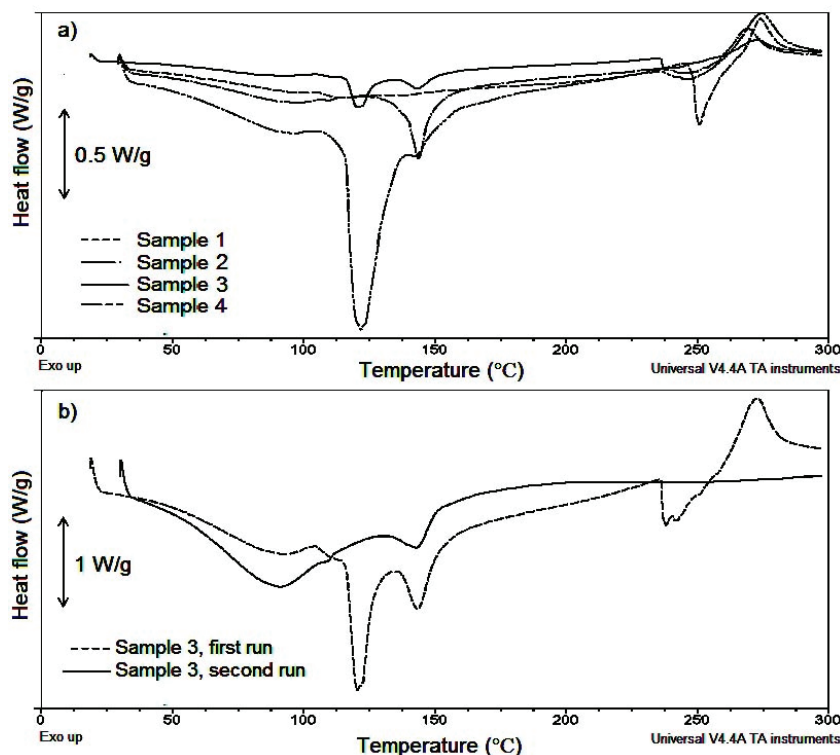 a)
Heat flow (W/g)
0.5 W/g
Sample 1
Sample 2
Sample 3
Sample 4
0 50 100 150 200 250 300
Exo up
Temperature (°C)
Universal V4.4A TA instruments
b)
Heat flow (W/g)
1 W/g
Sample 3, first run
Sample 3, second run
0 50 100 150 200 250 300
Exo up
Temperature (°C)
Universal V4.4A TA instruments